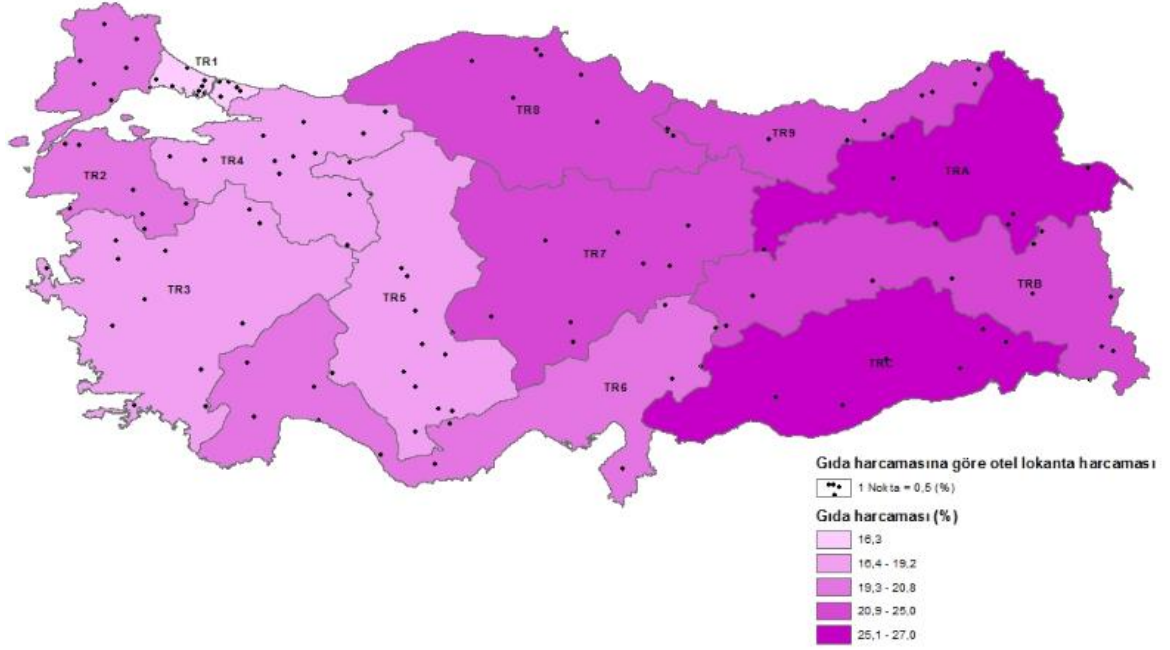 TR1
TR8
TR9
TR4
TRA
TR2
TR7
TR3
TR5
TRB
TRC
TR6
Gıda harcamasına göre otel lokanta harcaması
1 Nokta = 0,5 (%)
Gıda harcaması (%)
16,3
16,4 - 19,2
19,3 - 20,8
20,9 - 25,0
25,1 - 27,0